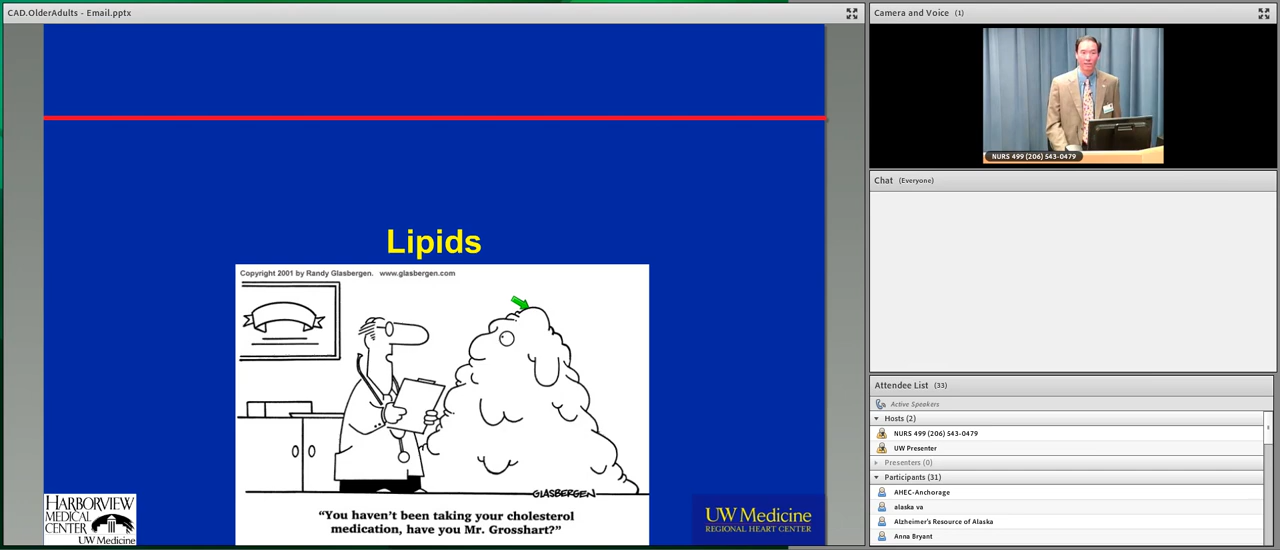 CAD.OlderAdults - Email.pptx
Lipids
Copyright 2001 by Randy Glasbergen. www.glasbergen.com
GLASBERGEN
“You haven’t been taking your cholesterol
medication, have you Mr. Grosshart?”
HARBORVIEW
MEDICAL
CENTER
UW Medicine
UW Medicine
REGIONAL HEART CENTER
Camera and Voice (1)
NURS 499 (206) 543-0479
Chat (Everyone)
Attendee List (33)
Active Speakers
Hosts (2)
NURS 499 (206) 543-0479
UW Presenter
Presenters (0)
Participants (31)
AHEC-Anchorage
alaska va
Alzheimer's Resource of Alaska
Anna Bryant